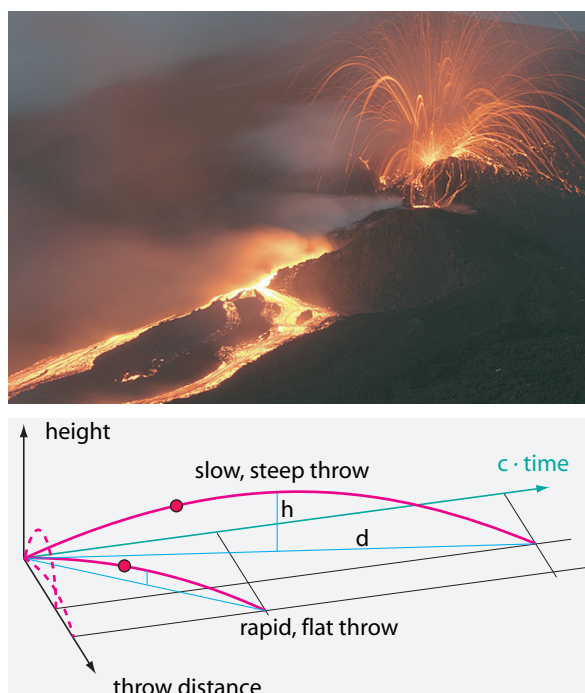 height
slow, steep throw
c · time
h
d
rapid, flat throw
throw distance